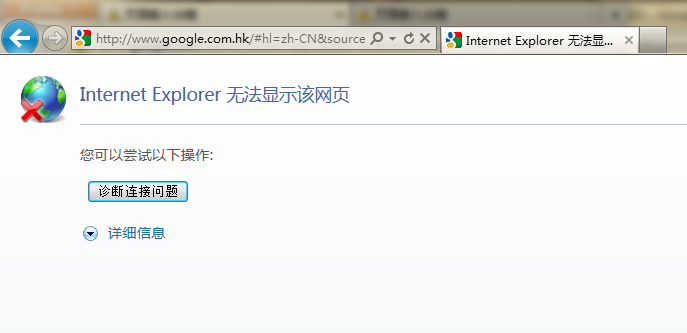 http://www.google.com.hk/#hl=zh-CN&source
Internet Explorer 无法显...
Internet Explorer 无法显示该网页
您可以尝试以下操作:
诊断连接问题
详细信息